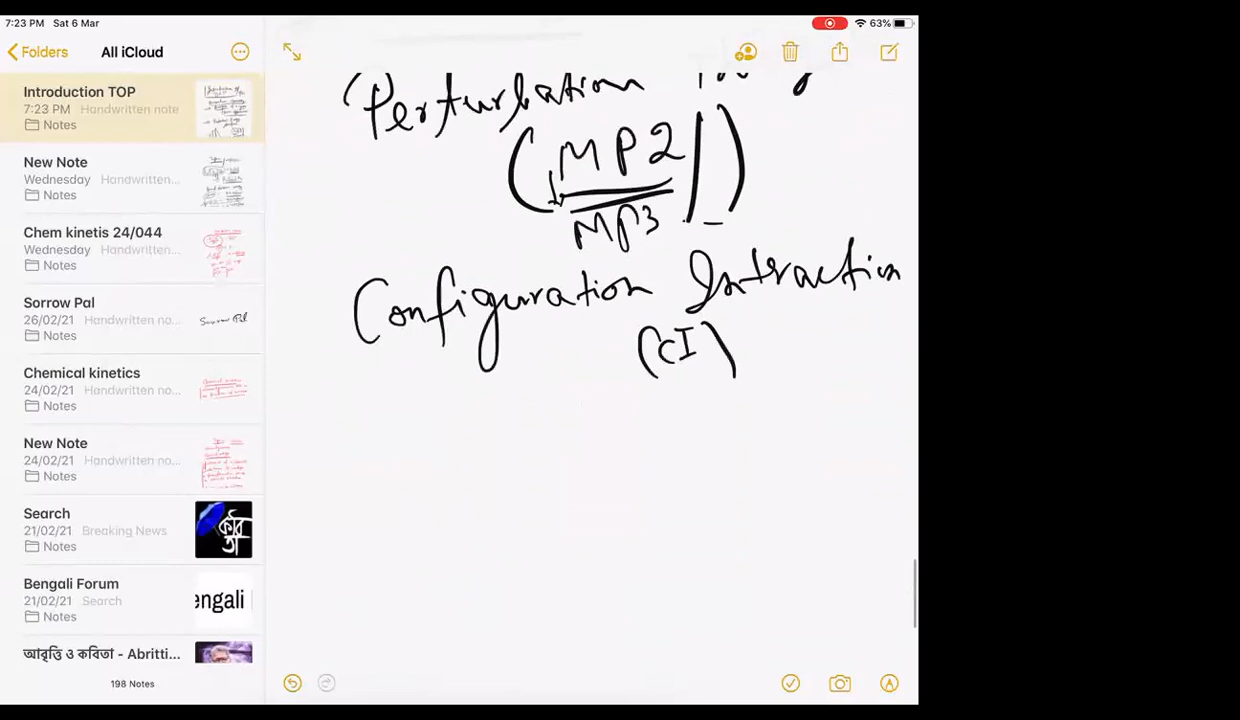 7:23 PM Sat 6 Mar
63%
Folders
All iCloud
Introduction TOP
7:23 PM Handwritten note
Notes
New Note
Wednesday Handwritten...
Notes
Chem kinetis 24/044
Wednesday Handwritten...
Notes
Sorrow Pal
26/02/21 Handwritten no...
Notes
Chemical kinetics
24/02/21 Handwritten no...
Notes
New Note
24/02/21 Handwritten no...
Notes
Search
21/02/21 Breaking News
Notes
কবি
তা
Bengali Forum
21/02/21 Search
Notes
engali
আবৃত্তি ও কবিতা - Abritti...
198 Notes
Perturbation
(MP2/)
MP3
Configuration Intraction
(CI)